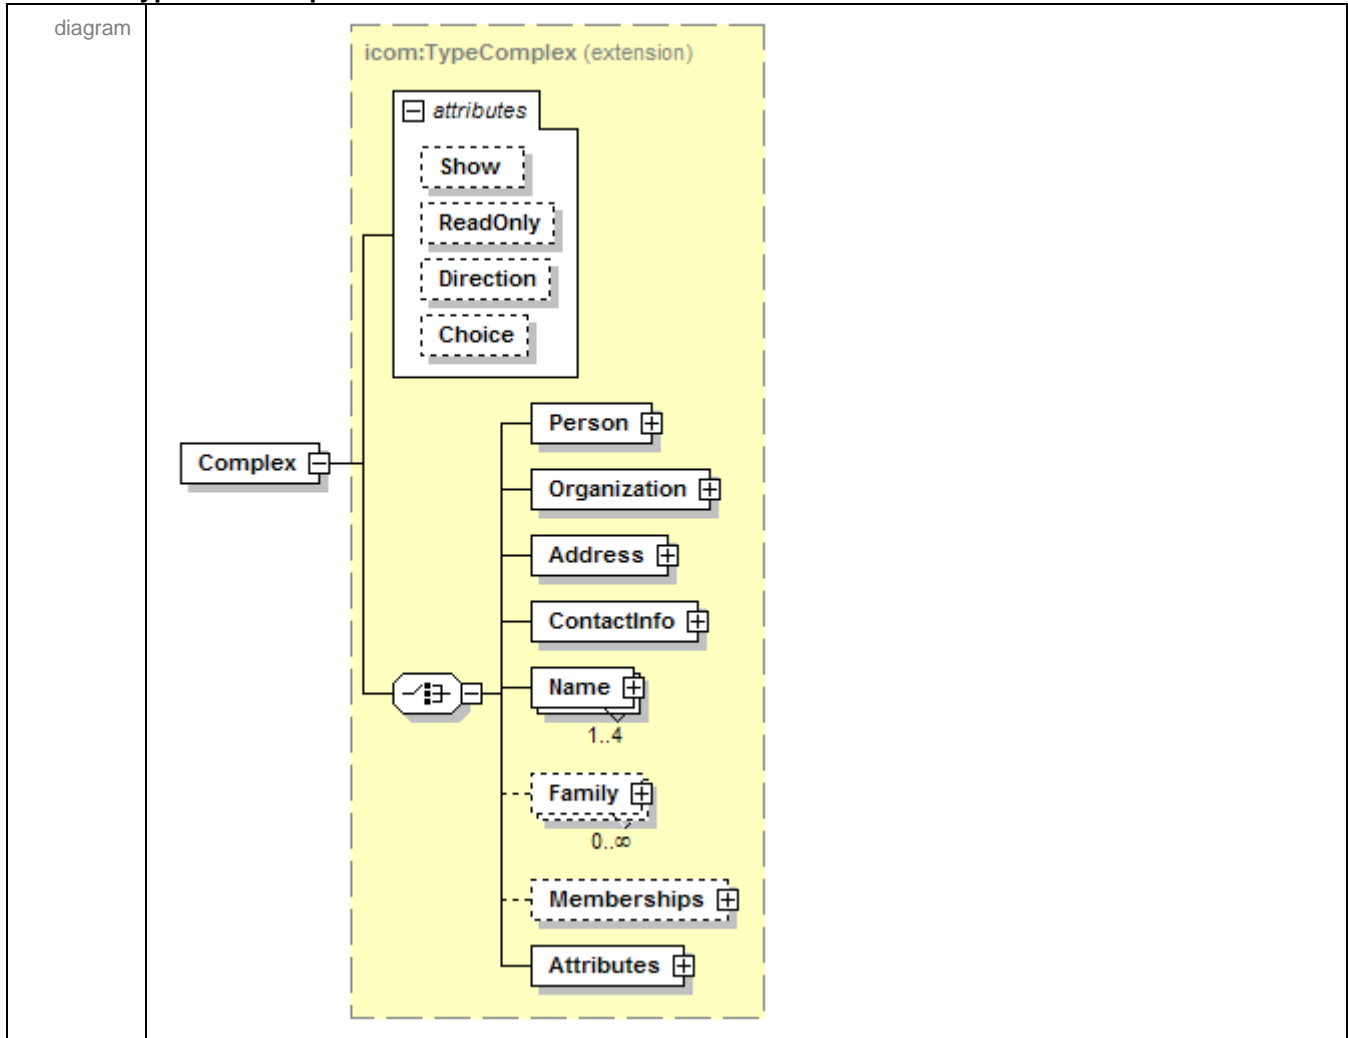 diagram
icom:TypeComplex (extension)
attributes
Show
ReadOnly
Direction
Choice
Complex
Person
Organization
Address
ContactInfo
Name
1..4
Family
0..∞
Memberships
Attributes